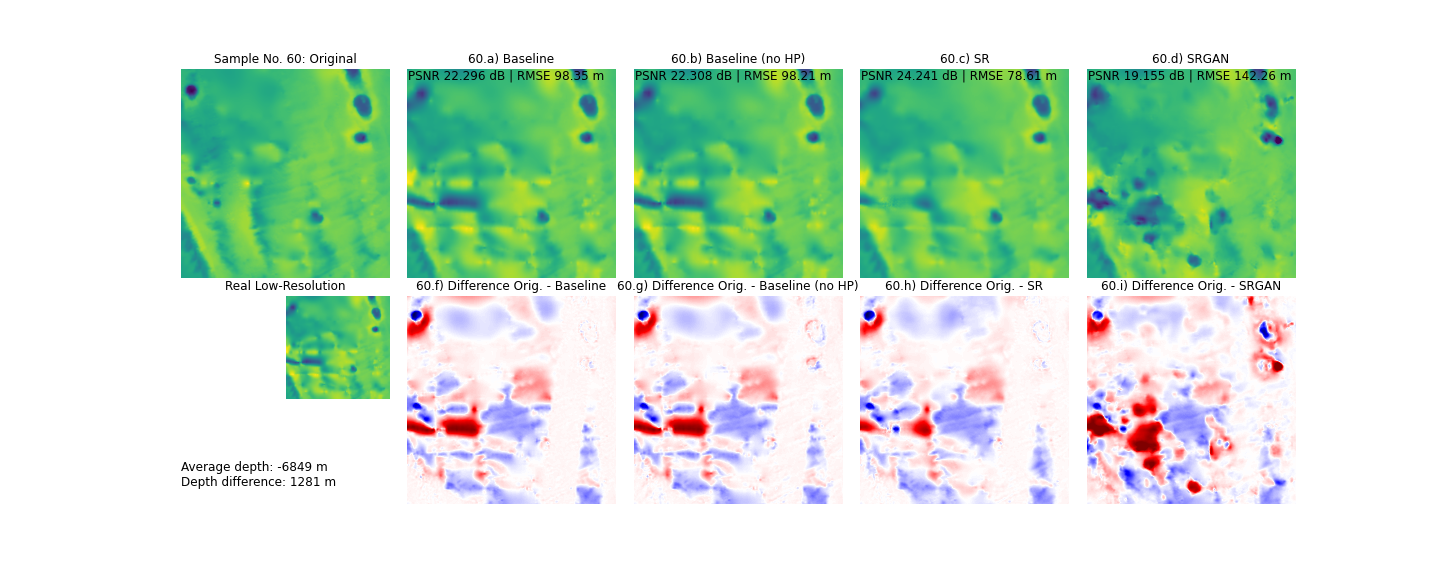 Sample No. 60: Original
60.a) Baseline
60.b) Baseline (no HP)
60.c) SR
60.d) SRGAN
PSNR 22.296 dB | RMSE 98.35 m
PSNR 22.308 dB | RMSE 98.21 m
PSNR 24.241 dB | RMSE 78.61 m
PSNR 19.155 dB | RMSE 142.26 m
Real Low-Resolution
60.f) Difference Orig. - Baseline
60.g) Difference Orig. - Baseline (no HP)
60.h) Difference Orig. - SR
60.i) Difference Orig. - SRGAN
Average depth: -6849 m
Depth difference: 1281 m